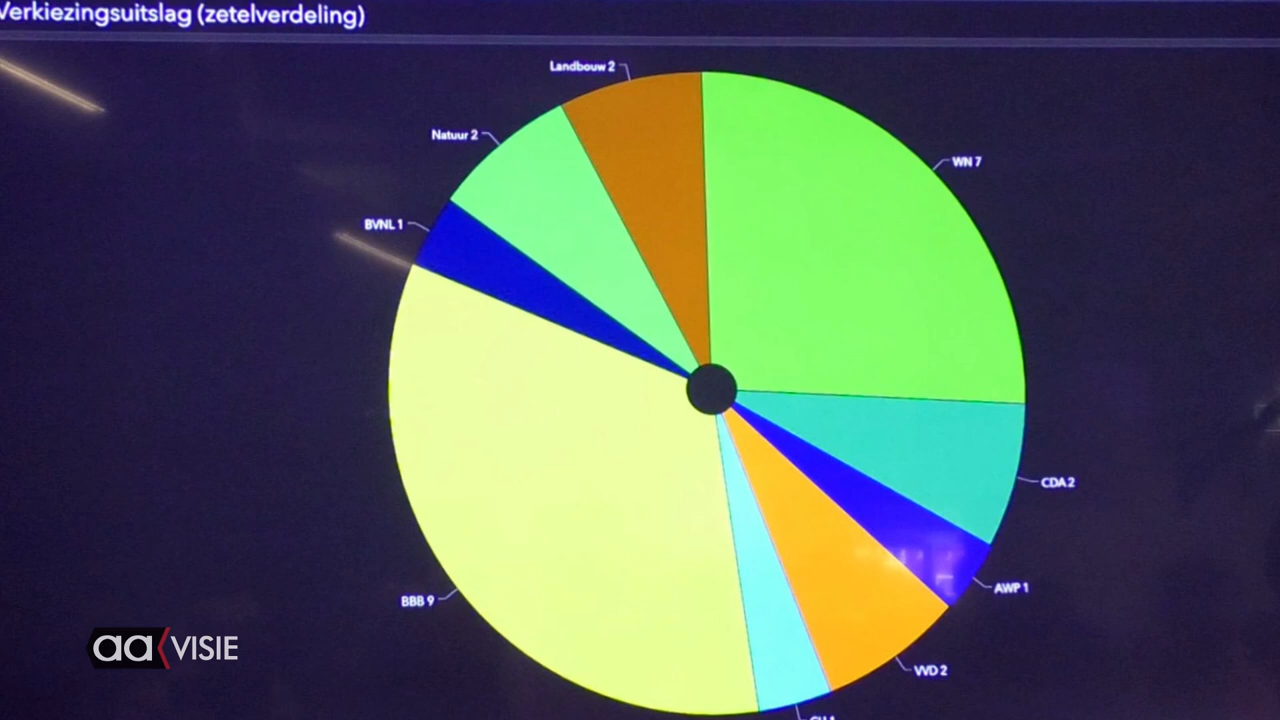 Verkiezingsuitslag (zetelverdeling)
Landbouw 2
Natuur 2
WN 7
BVNL 1
CDA 2
AWP 1
BBB 9
VVD 2
aa VISIE